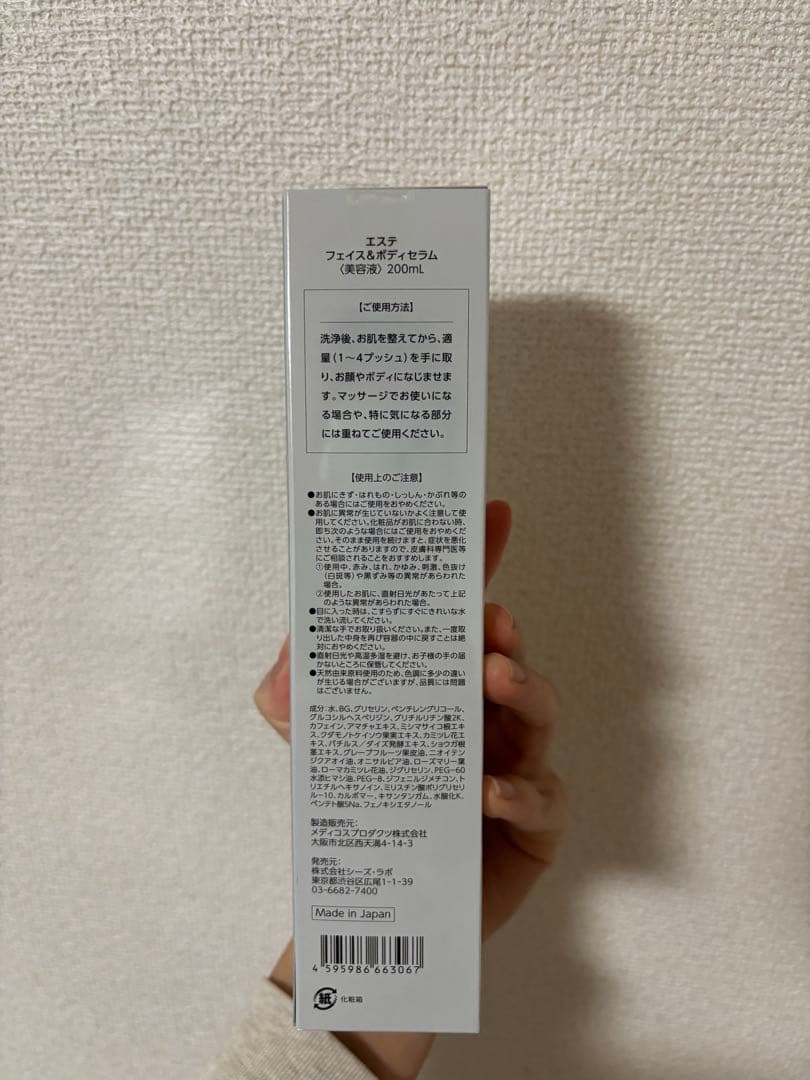 エステ
フェイス&ボディセラム
〈美容液〉200mL
【ご使用方法】
洗浄後、お肌を整えてから、適
量(1〜4プッシュ)を手に取
り、お顔やボディになじませま
す。マッサージでお使いにな
る場合や、特に気になる部分
には重ねてご使用ください。
【使用上のご注意】
●お肌にきず・はれもの・しっしん・かぶれ等の
ある場合にはご使用をおやめください。
●お肌に異常が生じていないかよく注意して使
用してください。化粧品がお肌に合わない時、
即ち次のような場合にはご使用をおやめくださ
い。そのまま使用を続けますと、症状を悪化
させることがありますので、皮膚科専門医等
にご相談されることをおすすめします。
①使用中、赤み、はれ、かゆみ、刺激、色抜け
(白斑等)や黒ずみ等の異常があらわれた
場合。
②使用したお肌に、直射日光があたって上記
のような異常があらわれた場合。
●目に入った時は、こすらずにすぐにきれいな水
で洗い流してください。
●清潔な手でお取り扱いください。また、一度取
り出した中身を再び容器の中に戻すことは絶
対におやめください。
●直射日光や高温多湿を避け、お子様の手の届
かないところに保管してください。
●天然由来原料使用のため、色調に多少の違い
が生じる場合がございますが、品質には問題
はございません。
成分:水、BG、グリセリン、ペンチレングリコール、
グルコシルヘスペリジン、グリチルリチン酸2K、
カフェイン、アマチャエキス、ミシマサイコ根エキ
ス、クダモノトケイソウ果実エキス、カミツレ花エ
キス、バチルス/ダイズ発酵エキス、ショウガ根
茎エキス、グレープフルーツ果皮油、ニオイテン
ジクアオイ油、オニサルビア油、ローズマリー葉
油、ローマカミツレ花油、ジグリセリン、PEG-60
水添ヒマシ油、PEG-8、ジフェニルジメチコン、ト
リエチルヘキサノイン、ミリスチン酸ポリグリセリ
ル-10、カルボマー、キサンタンガム、水酸化K、
ペンテト酸5Na、フェノキシエタノール
製造販売元:
メディコスプロダクツ株式会社
大阪市北区西天満4-14-3
発売元:
株式会社シーズ・ラボ
東京都渋谷区広尾1-1-39
03-6682-7400
Made in Japan
4 595986 663067
紙 化粧箱